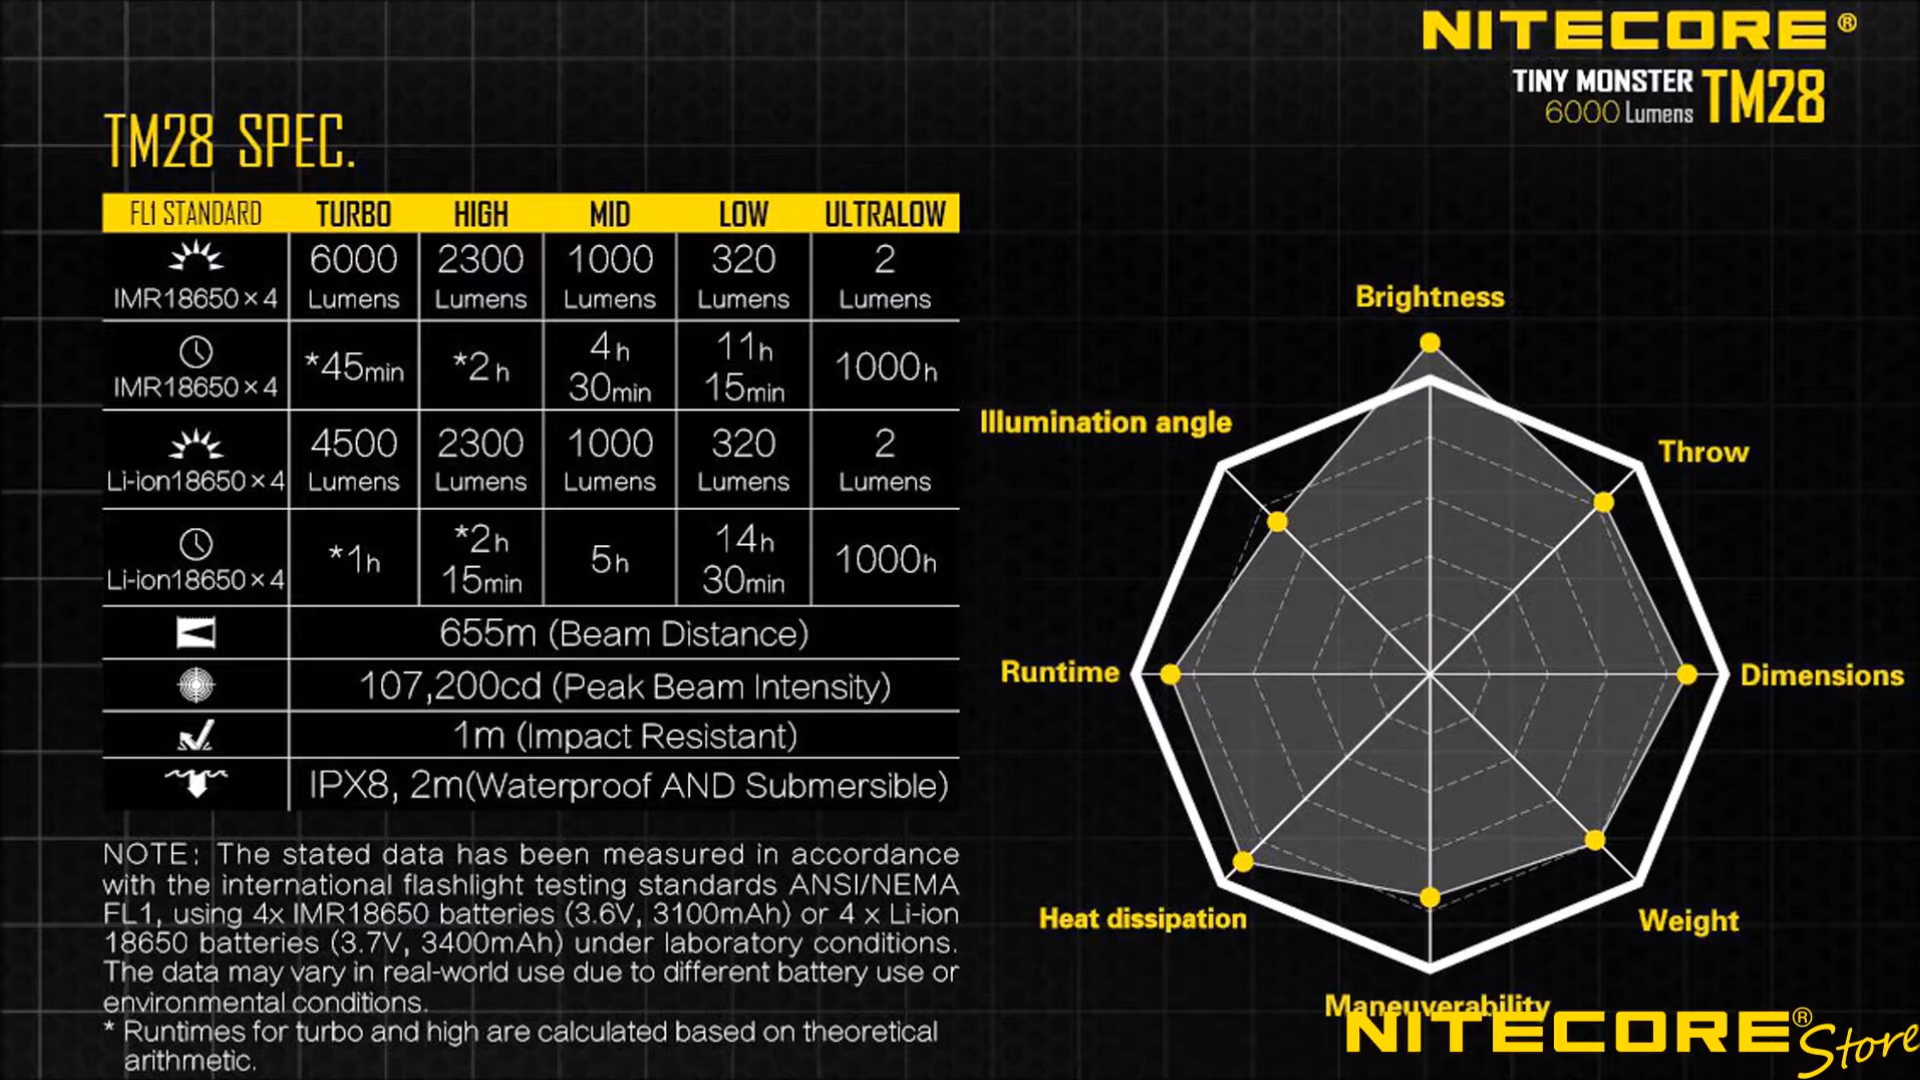 NITECORE®
TINY MONSTER TM28
6000 Lumens
TM28 SPEC.
FL1 STANDARD TURBO HIGH MID LOW ULTRALOW
6000 2300 1000 320 2
IMR18650×4 Lumens Lumens Lumens Lumens Lumens
IMR18650×4 *45min *2h 4h 30min 11h 15min 1000h
4500 2300 1000 320 2
Li-ion18650×4 Lumens Lumens Lumens Lumens Lumens
Li-ion18650×4 *1h *2h 15min 5h 14h 30min 1000h
655m (Beam Distance)
107,200cd (Peak Beam Intensity)
1m (Impact Resistant)
IPX8, 2m(Waterproof AND Submersible)
NOTE: The stated data has been measured in accordance
with the international flashlight testing standards ANSI/NEMA
FL1, using 4x IMR18650 batteries (3.6V, 3100mAh) or 4 x Li-ion
18650 batteries (3.7V, 3400mAh) under laboratory conditions.
The data may vary in real-world use due to different battery use or
environmental conditions.
* Runtimes for turbo and high are calculated based on theoretical
arithmetic.
Brightness
Illumination angle
Throw
Runtime
Dimensions
Heat dissipation
Weight
Maneuverability
NITECORE® Store